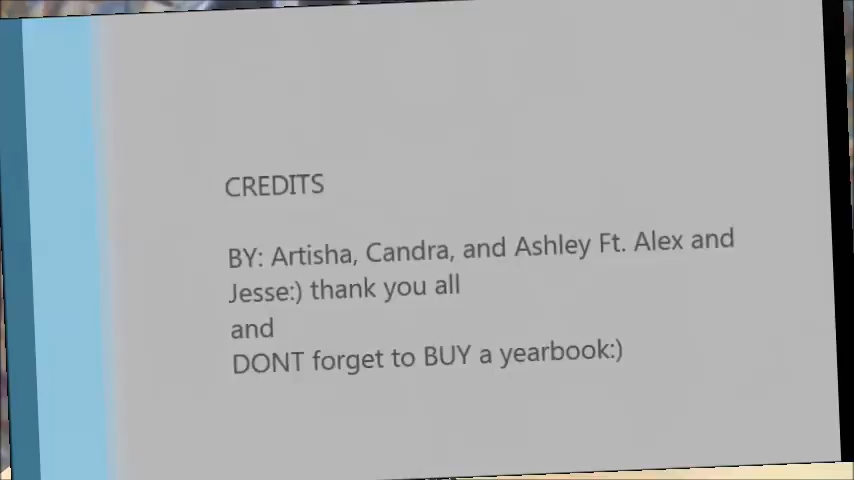 CREDITS
BY: Artisha, Candra, and Ashley Ft. Alex and
Jesse:) thank you all
and
DONT forget to BUY a yearbook:)